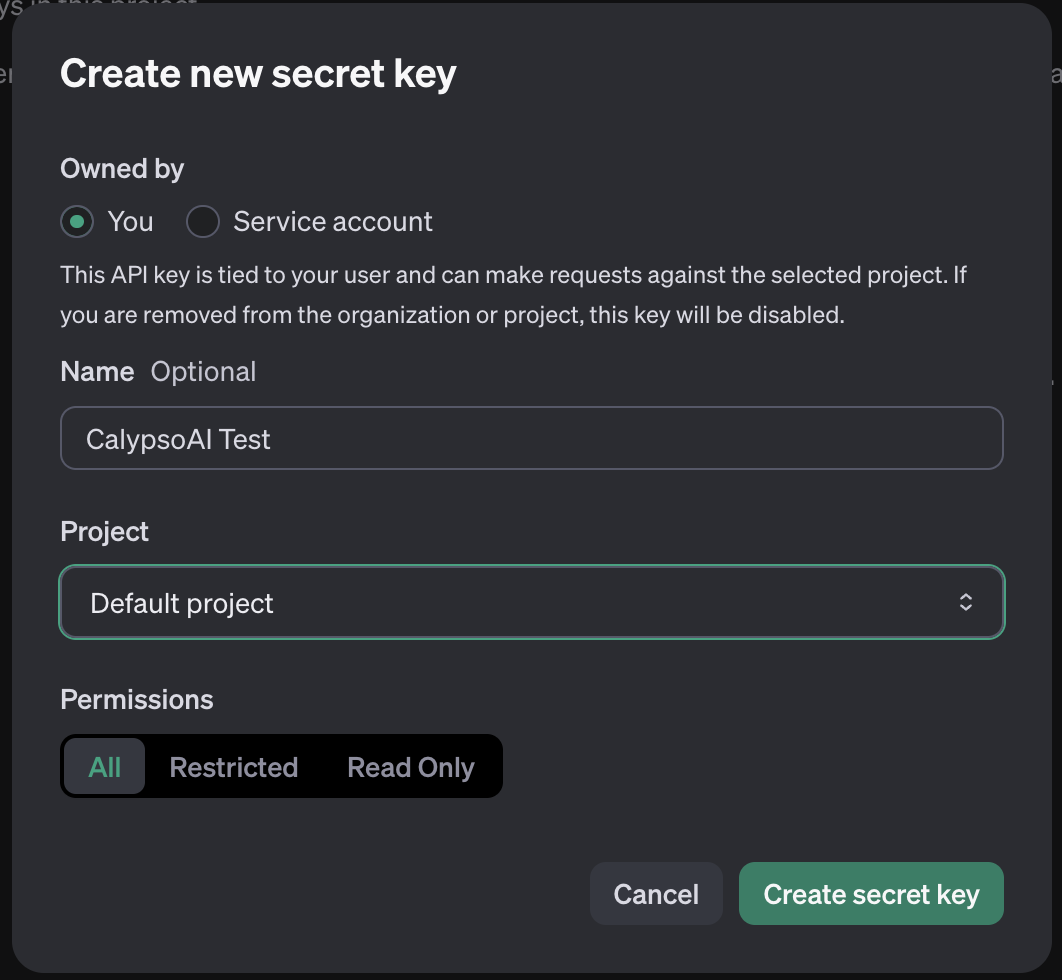 Create new secret key
Owned by
You Service account
This API key is tied to your user and can make requests against the selected project. If
you are removed from the organization or project, this key will be disabled.
Name Optional
CalypsoAI Test
Project
Default project
Permissions
All Restricted Read Only
Cancel Create secret key